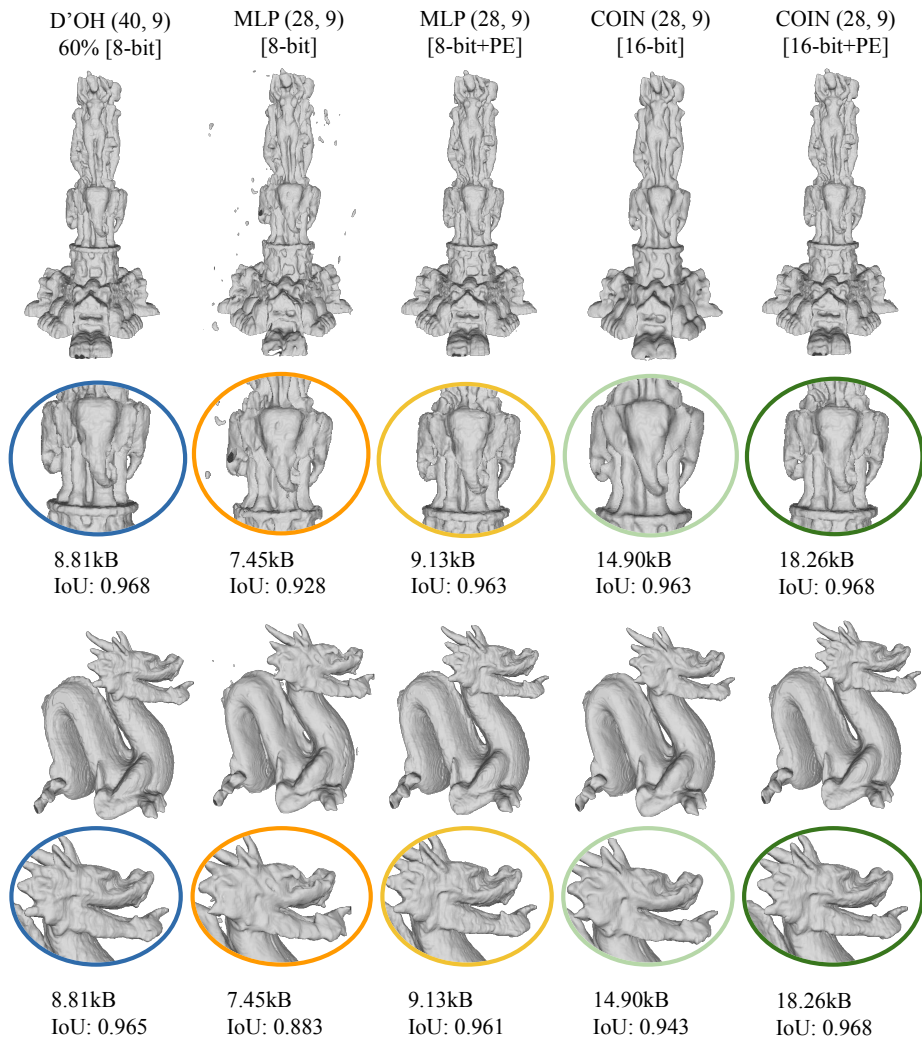 D'OH (40, 9)
60% [8-bit]
MLP (28, 9)
[8-bit]
MLP (28, 9)
[8-bit+PE]
COIN (28, 9)
[16-bit]
COIN (28, 9)
[16-bit+PE]
8.81kB
IoU: 0.968
7.45kB
IoU: 0.928
9.13kB
IoU: 0.963
14.90kB
IoU: 0.963
18.26kB
IoU: 0.968
8.81kB
IoU: 0.965
7.45kB
IoU: 0.883
9.13kB
IoU: 0.961
14.90kB
IoU: 0.943
18.26kB
IoU: 0.968